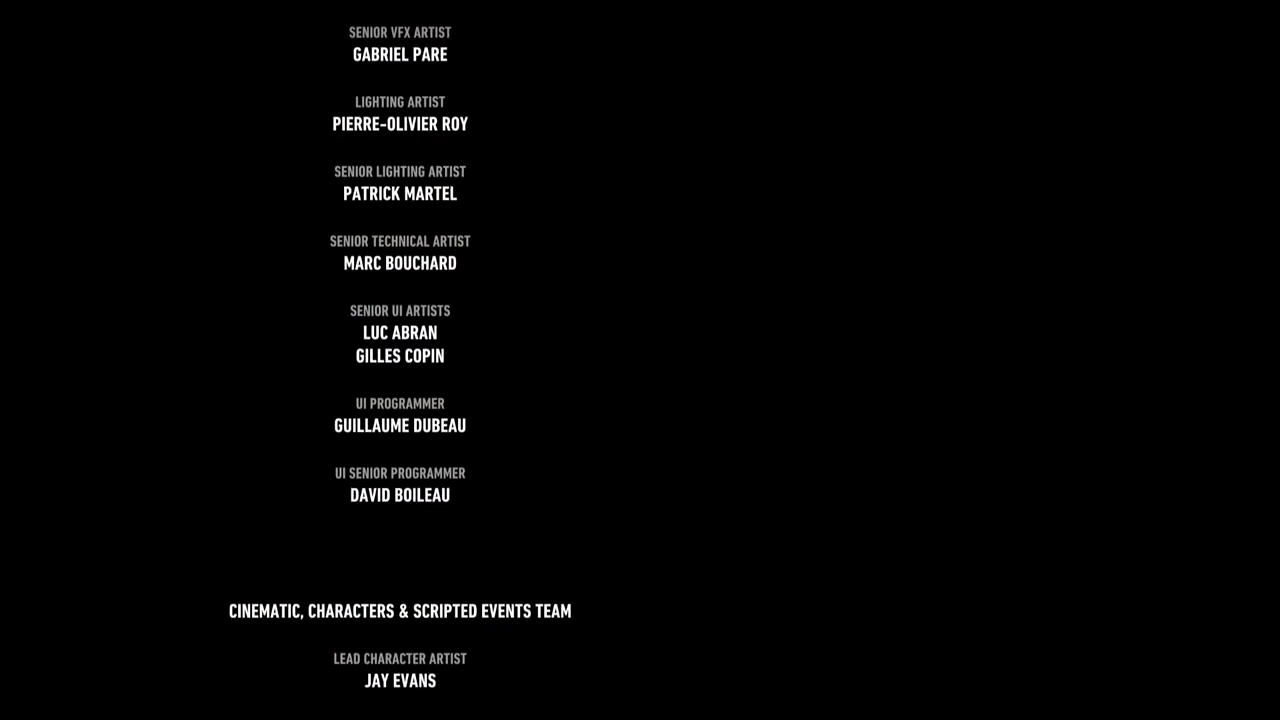 SENIOR VFX ARTIST
GABRIEL PARE
LIGHTING ARTIST
PIERRE-OLIVIER ROY
SENIOR LIGHTING ARTIST
PATRICK MARTEL
SENIOR TECHNICAL ARTIST
MARC BOUCHARD
SENIOR UI ARTISTS
LUC ABRAN
GILLES COPIN
UI PROGRAMMER
GUILLAUME DUBEAU
UI SENIOR PROGRAMMER
DAVID BOILEAU
CINEMATIC, CHARACTERS & SCRIPTED EVENTS TEAM
LEAD CHARACTER ARTIST
JAY EVANS